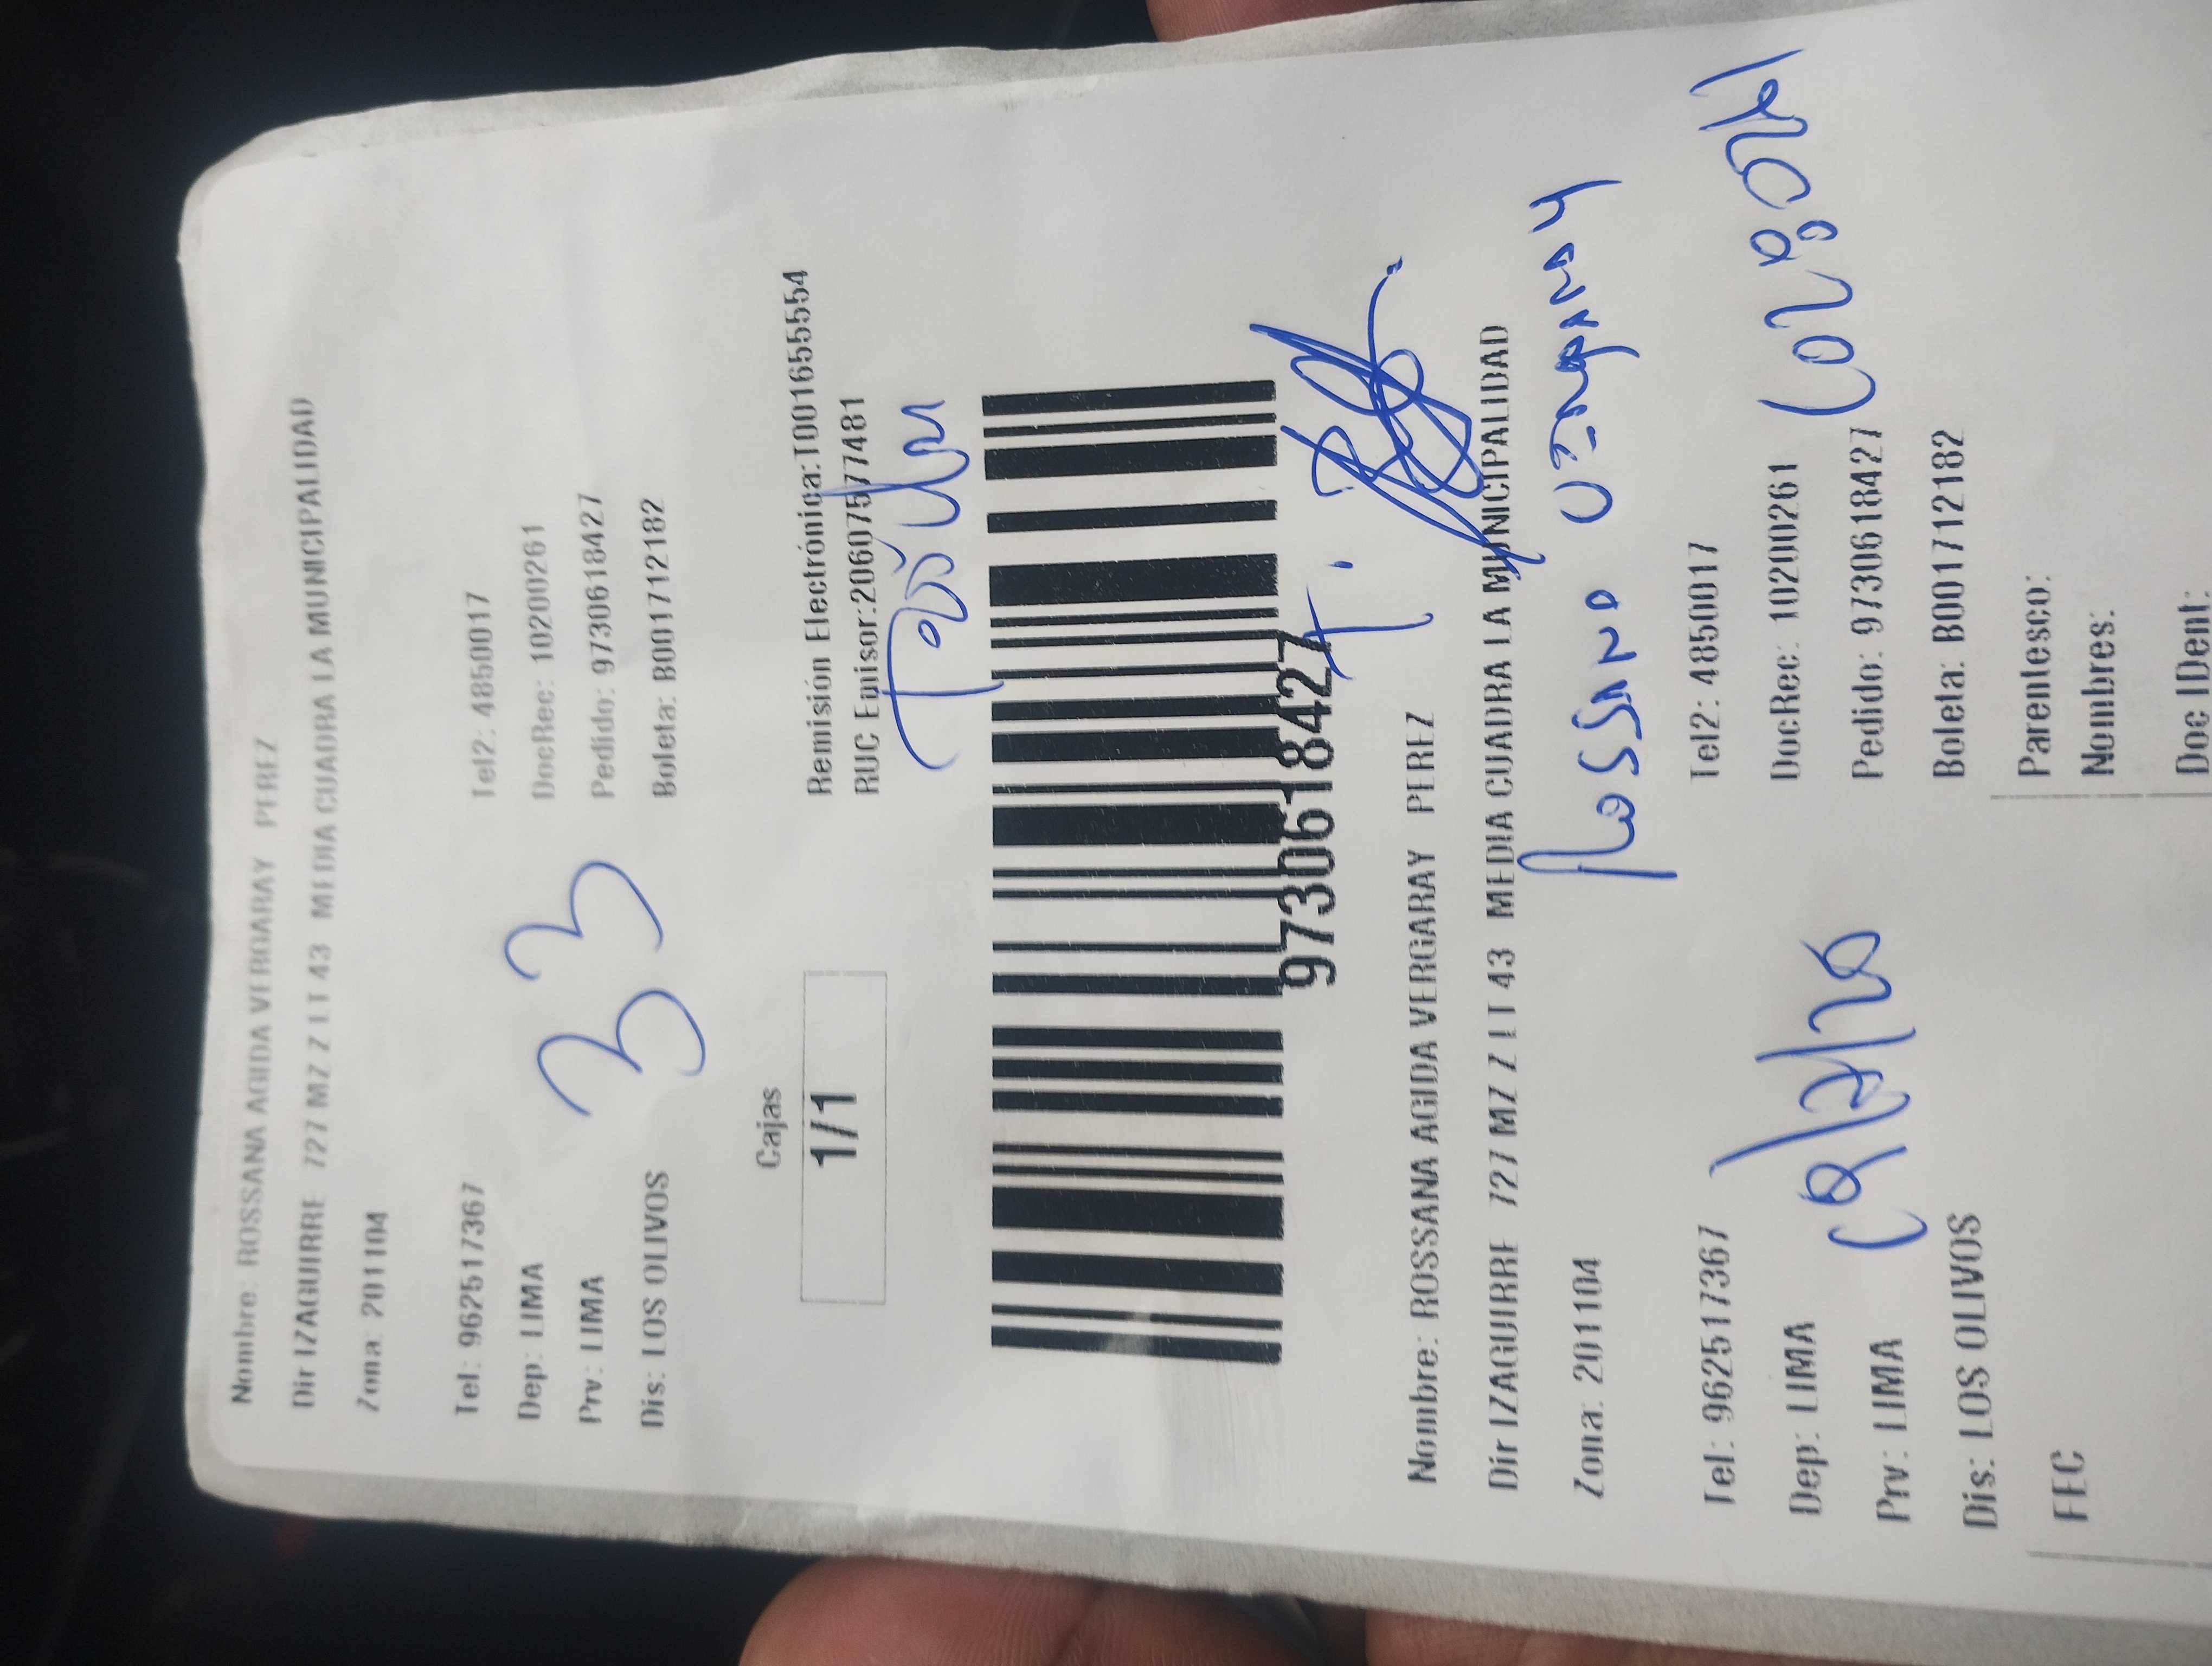 Nombre: ROSSANA AGIDA VERGARAY PEREZ
Dir IZAGUIRRE 727 MZ Z LT 43 MEDIA CUADRA LA MUNICIPALIDAD
Zona: 201104
Tel: 962517367 Tel2: 4850017
Dep: LIMA DocRec: 10200261
Prv: LIMA Pedido: 9730618427
Dis: LOS OLIVOS Boleta: B001712182
33
Cajas
1/1
Remisión Electrónica:T00165554
RUC Emisor:20607577481
9730618427
Nombre: ROSSANA AGIDA VERGARAY PEREZ
Dir IZAGUIRRE 727 MZ Z LT 43 MEDIA CUADRA LA MUNICIPALIDAD
Rossana Vergaray
Zona: 201104
Tel: 962517367 Tel2: 4850017
Dep: LIMA DocRec: 10200261
Prv: LIMA Pedido: 9730618427
Dis: LOS OLIVOS Boleta: B001712182
FEC Parentesco:
Nombres:
Doc IDent: